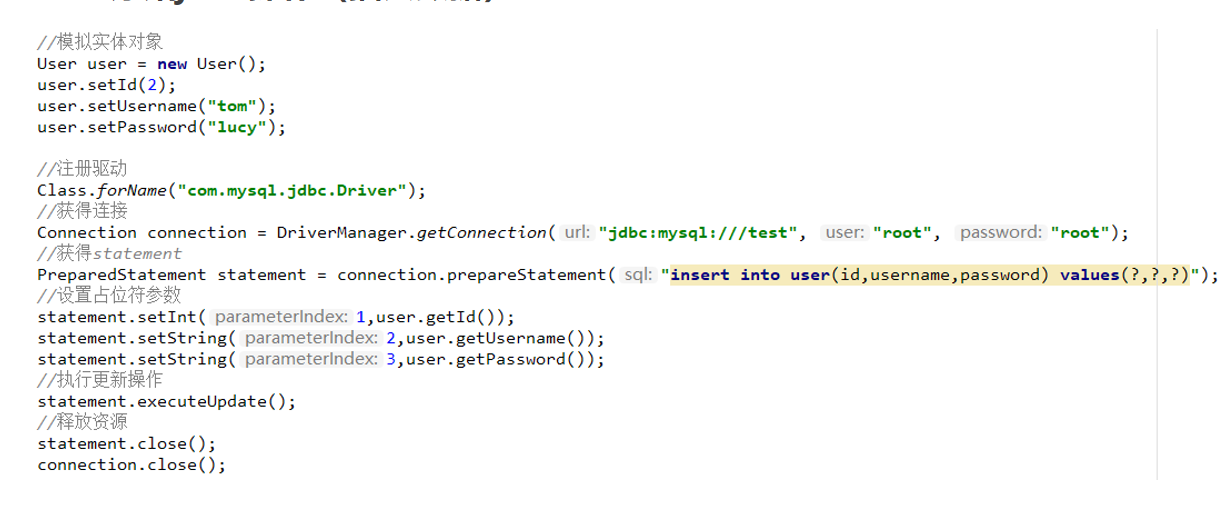 //模拟实体对象
User user = new User();
user.setId(2);
user.setUsername("tom");
user.setPassword("lucy");
//注册驱动
Class.forName("com.mysql.jdbc.Driver");
//获得连接
Connection connection = DriverManager.getConnection( url: "jdbc:mysql:///test", user: "root", password: "root");
//获得statement
PreparedStatement statement = connection.prepareStatement( sql: "insert into user(id,username,password) values(?,?,?)");
//设置占位符参数
statement.setInt( parameterIndex: 1,user.getId());
statement.setString( parameterIndex: 2,user.getUsername());
statement.setString( parameterIndex: 3,user.getPassword());
//执行更新操作
statement.executeUpdate();
//释放资源
statement.close();
connection.close();